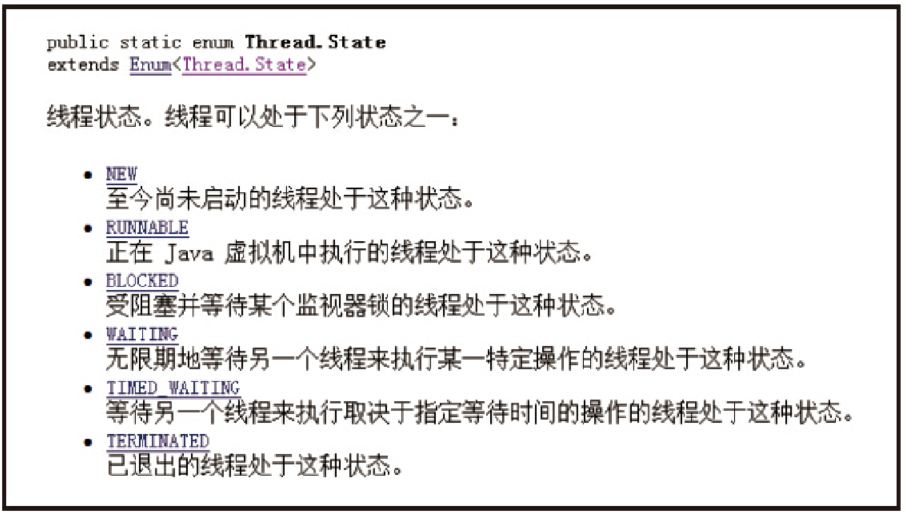 public static enum Thread.State
extends Enum<Thread.State>
线程状态。线程可以处于下列状态之一：
• NEW
至今尚未启动的线程处于这种状态。
• RUNNABLE
正在 Java 虚拟机中执行的线程处于这种状态。
• BLOCKED
受阻塞并等待某个监视器锁的线程处于这种状态。
• WAITING
无限期地等待另一个线程来执行某一特定操作的线程处于这种状态。
• TIMED_WAITING
等待另一个线程来执行取决于指定等待时间的操作的线程处于这种状态。
• TERMINATED
已退出的线程处于这种状态。